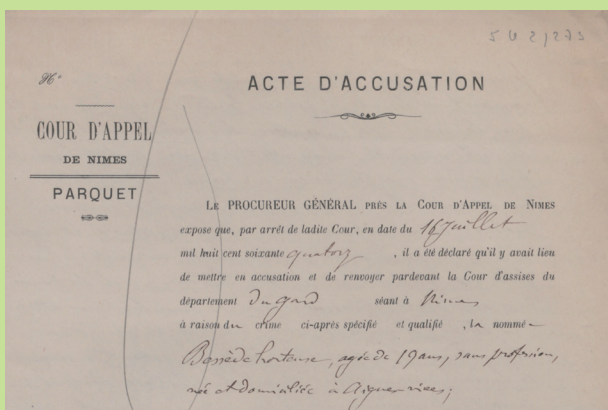 5 U 2/273
N°
ACTE D'ACCUSATION
COUR D'APPEL
DE NIMES
PARQUET
LE PROCUREUR GÉNÉRAL PRÈS LA COUR D'APPEL DE NIMES
expose que, par arrêt de ladite Cour, en date du 16 Juillet
mil huit cent soixante quatorz , il a été déclaré qu'il y avait lieu
de mettre en accusation et de renvoyer pardevant la Cour d'assises du
département du Gard séant à Nimes
à raison du crime ci-après spécifié et qualifié , la nommé
Bessède hortense, agée de 19 ans, sans profession,
née et domiciliée à Aigues-vives;